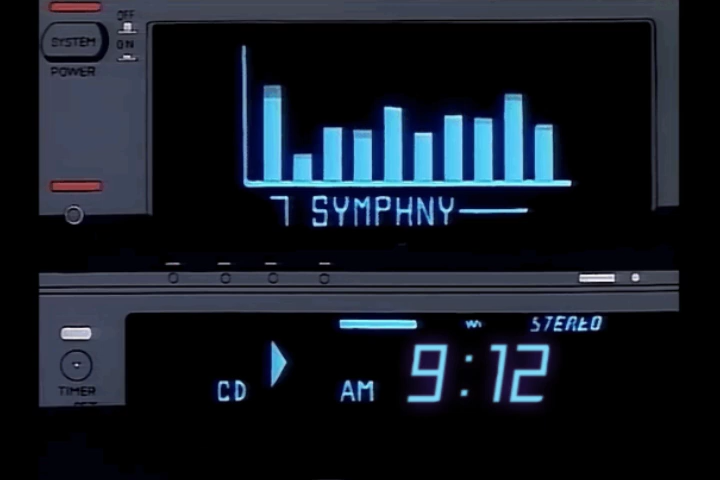 OFF
SYSTEM
ON
POWER
7 SYMPHNY
STEREO
9:12
CD
AM
TIMER